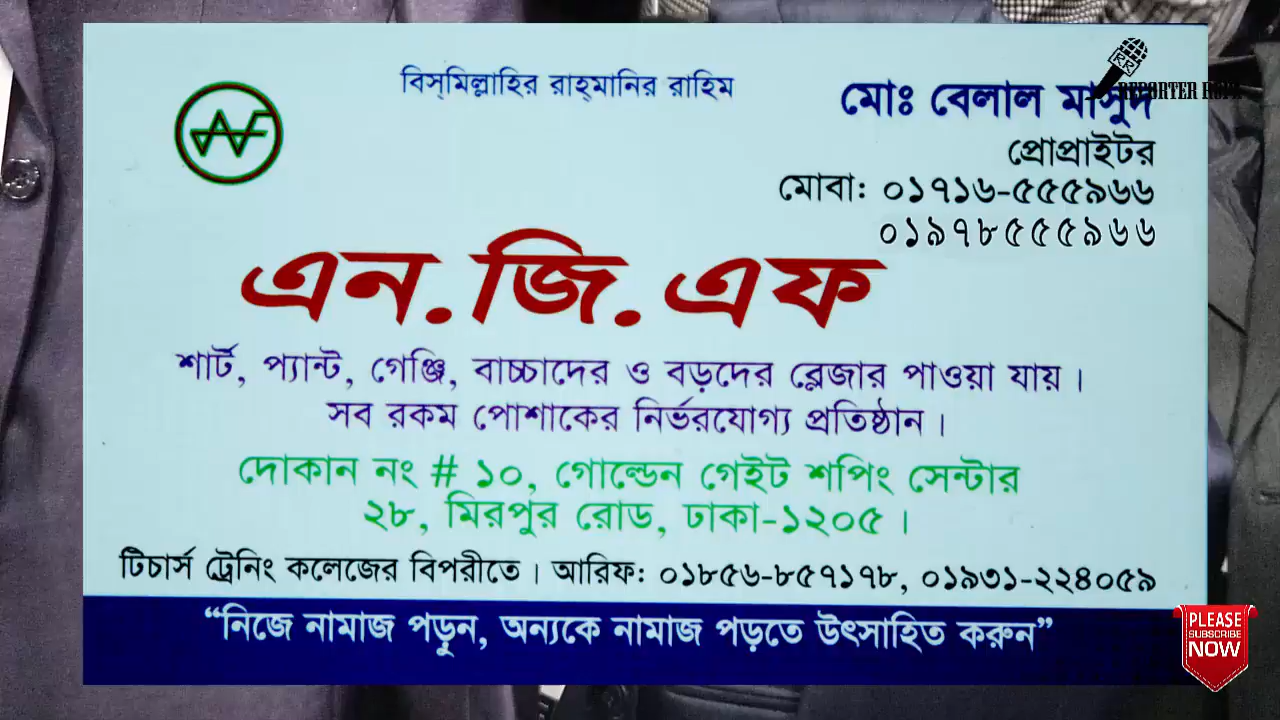 বিস্‌মিল্লাহির রাহ্‌মানির রাহিম
মোঃ বেলাল মাসুদ
REPORTER
প্রোপ্রাইটর
মোবা: ০১৭১৬-৫৫৫৯৬৬
০১৯৭৮৫৫৫৯৬৬
এন.জি.এফ
শার্ট, প্যান্ট, গেঞ্জি, বাচ্চাদের ও বড়দের ব্লেজার পাওয়া যায়।
সব রকম পোশাকের নির্ভরযোগ্য প্রতিষ্ঠান।
দোকান নং # ১০, গোল্ডেন গেইট শপিং সেন্টার
২৮, মিরপুর রোড, ঢাকা-১২০৫।
টিচার্স ট্রেনিং কলেজের বিপরীতে। আরিফ: ০১৮৫৬-৮৫৭১৭৮, ০১৯৩১-২২৪০৫৯
“নিজে নামাজ পড়ুন, অন্যকে নামাজ পড়তে উৎসাহিত করুন”
PLEASE
SUBSCRIBE
NOW